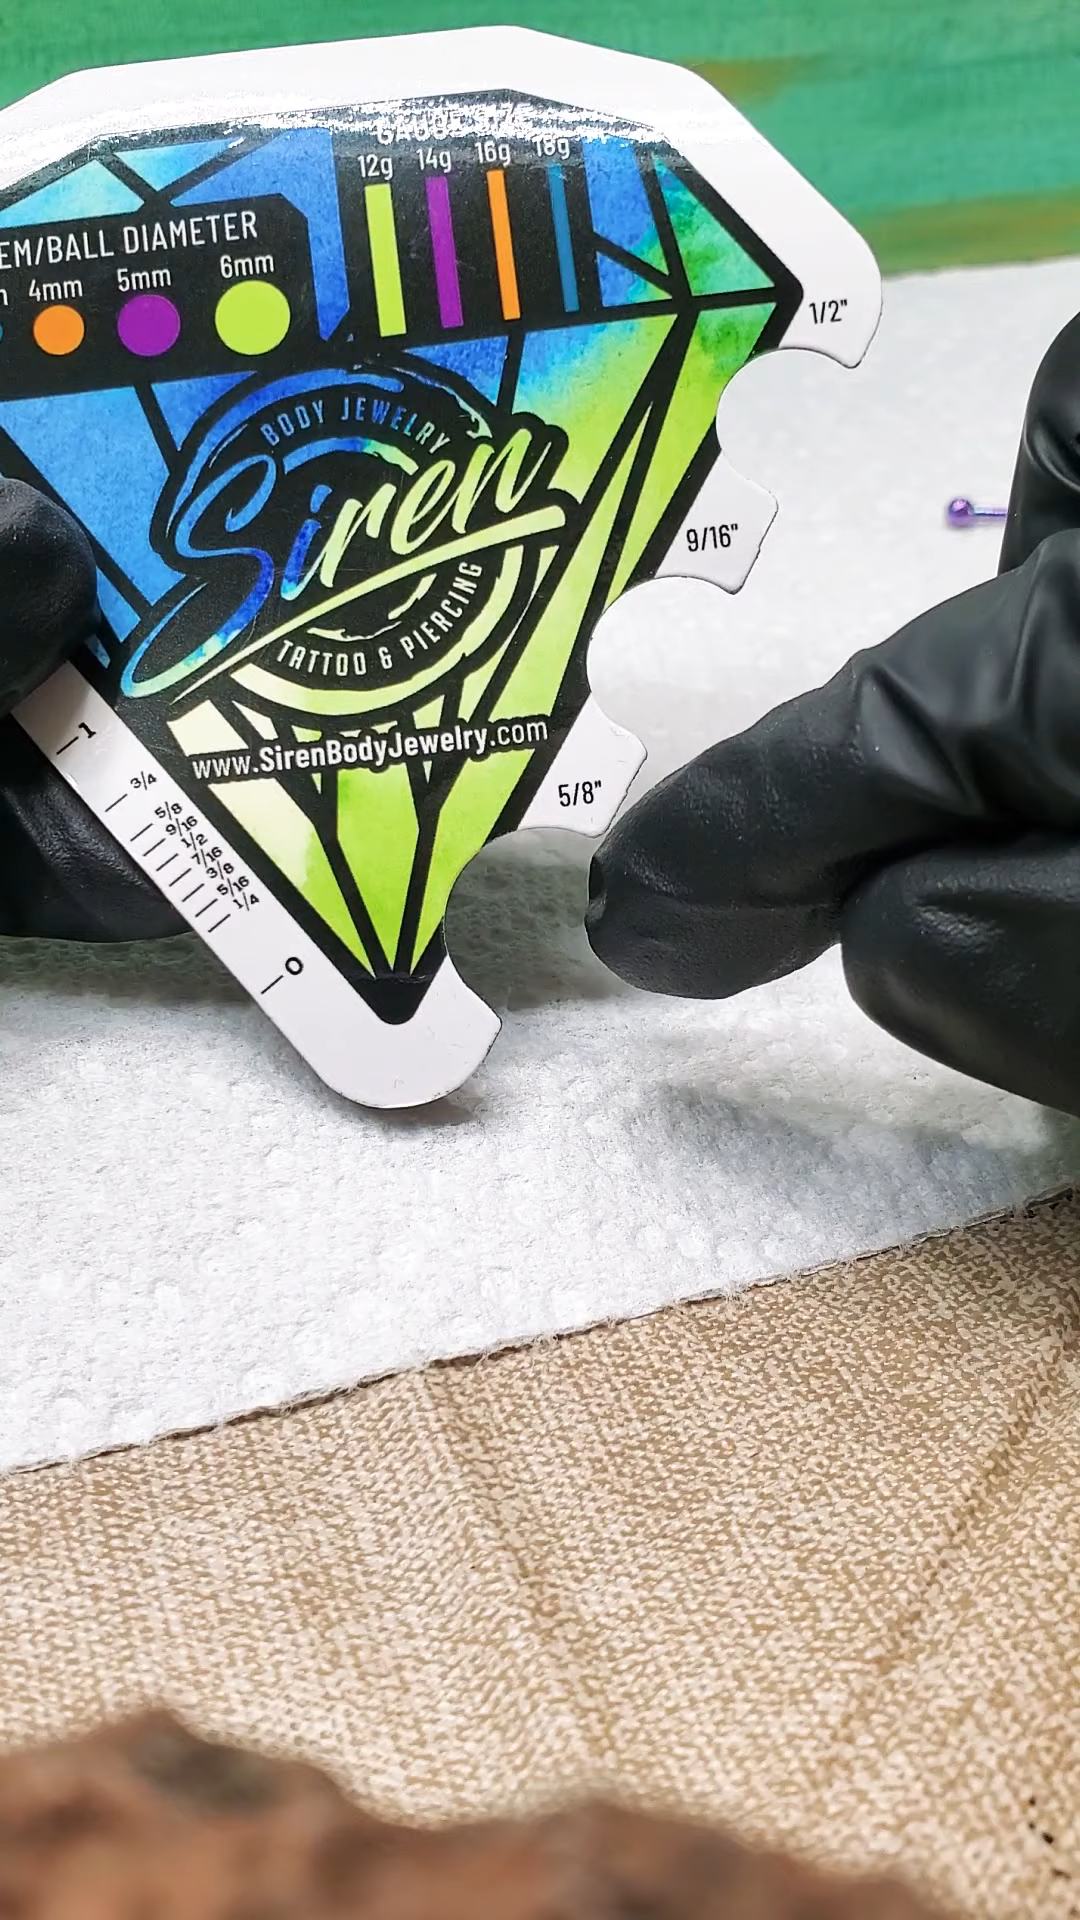 GAUGE SIZE
12g 14g 16g 18g
EM/BALL DIAMETER
4mm 5mm 6mm
1/2"
9/16"
5/8"
BODY JEWELRY
Siren
TATTOO & PIERCING
www.SirenBodyJewelry.com
1
3/4
5/8
9/16
1/2
7/16
3/8
5/16
1/4
0